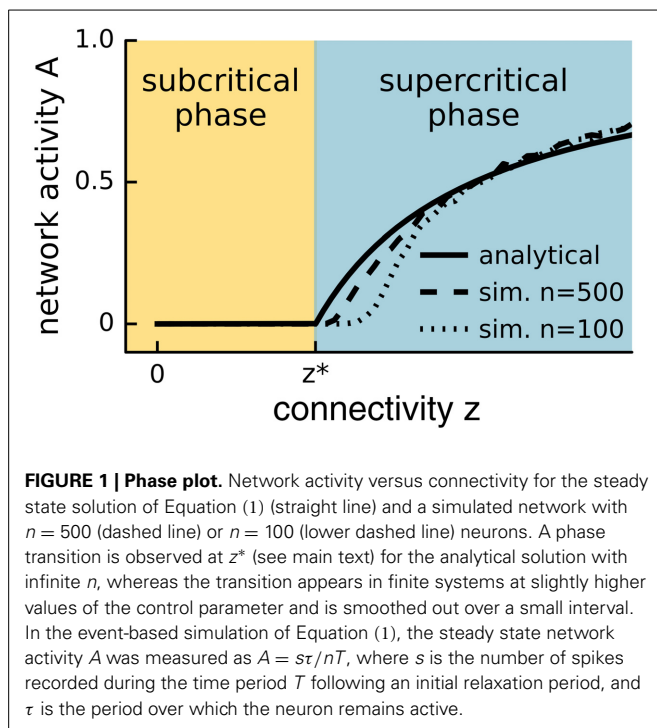 1.0
subcritical phase
supercritical phase
network activity A
0.5
analytical
sim. n=500
sim. n=100
0
0
z*
connectivity z
FIGURE 1 | Phase plot. Network activity versus connectivity for the steady
state solution of Equation (1) (straight line) and a simulated network with
n = 500 (dashed line) or n = 100 (lower dashed line) neurons. A phase
transition is observed at z* (see main text) for the analytical solution with
infinite n, whereas the transition appears in finite systems at slightly higher
values of the control parameter and is smoothed out over a small interval.
In the event-based simulation of Equation (1), the steady state network
activity A was measured as A = sτ/nT, where s is the number of spikes
recorded during the time period T following an initial relaxation period, and
τ is the period over which the neuron remains active.